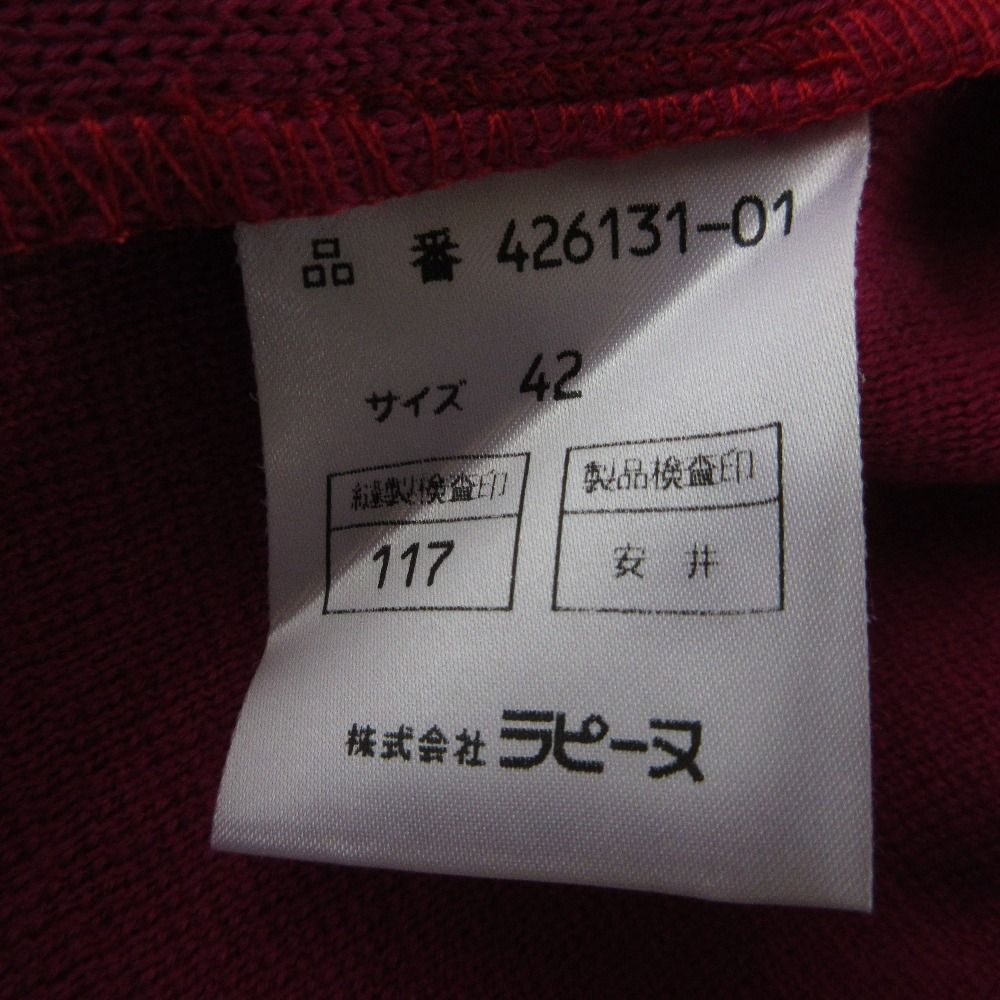 品番 426131-01
サイズ 42
縫製検査印 製品検査印
117 安井
株式会社 ラピーヌ